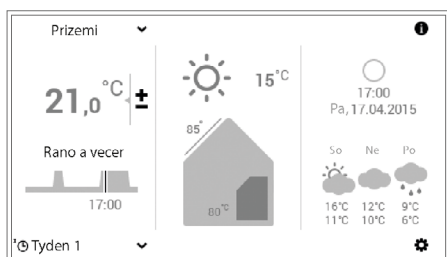 Prizemi
21,0 °C ±
Rano a vecer
17:00
Tyden 1
15°C
85°
80°C
17:00
Pa, 17.04.2015
So Ne Po
16°C 12°C 9°C
11°C 10°C 6°C